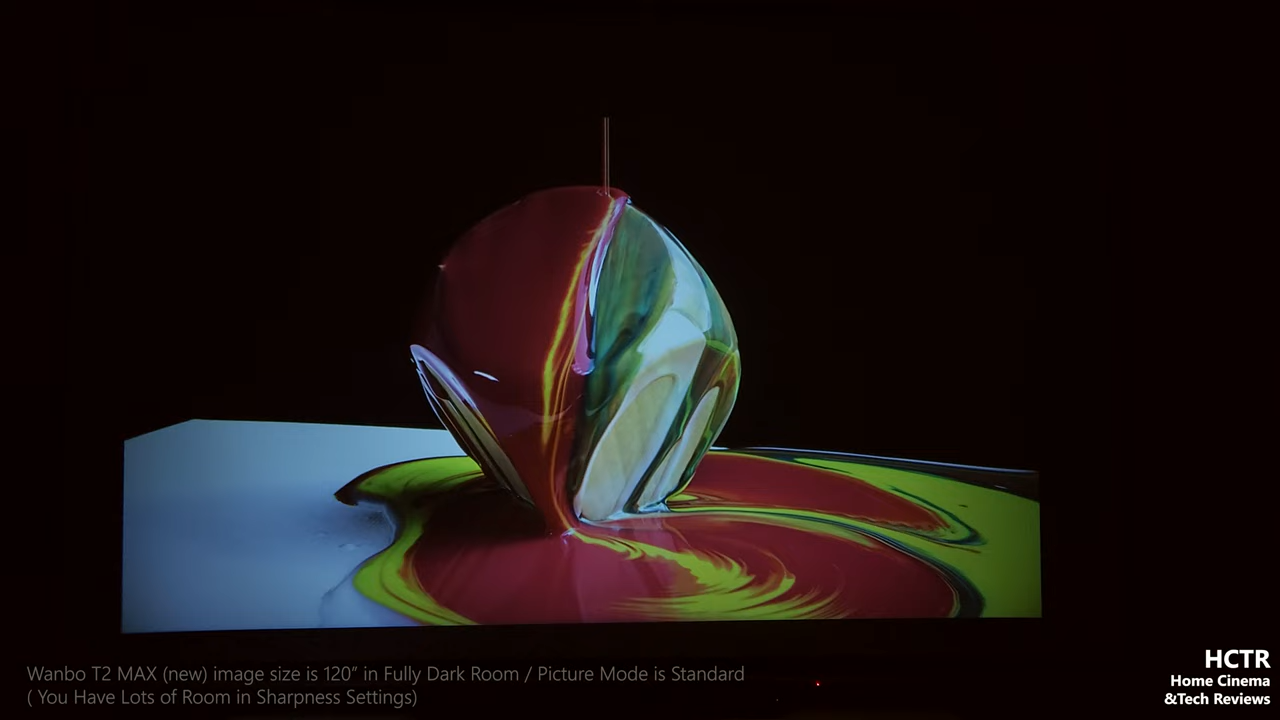 Wanbo T2 MAX (new) image size is 120” in Fully Dark Room / Picture Mode is Standard
( You Have Lots of Room in Sharpness Settings)
HCTR
Home Cinema
&Tech Reviews